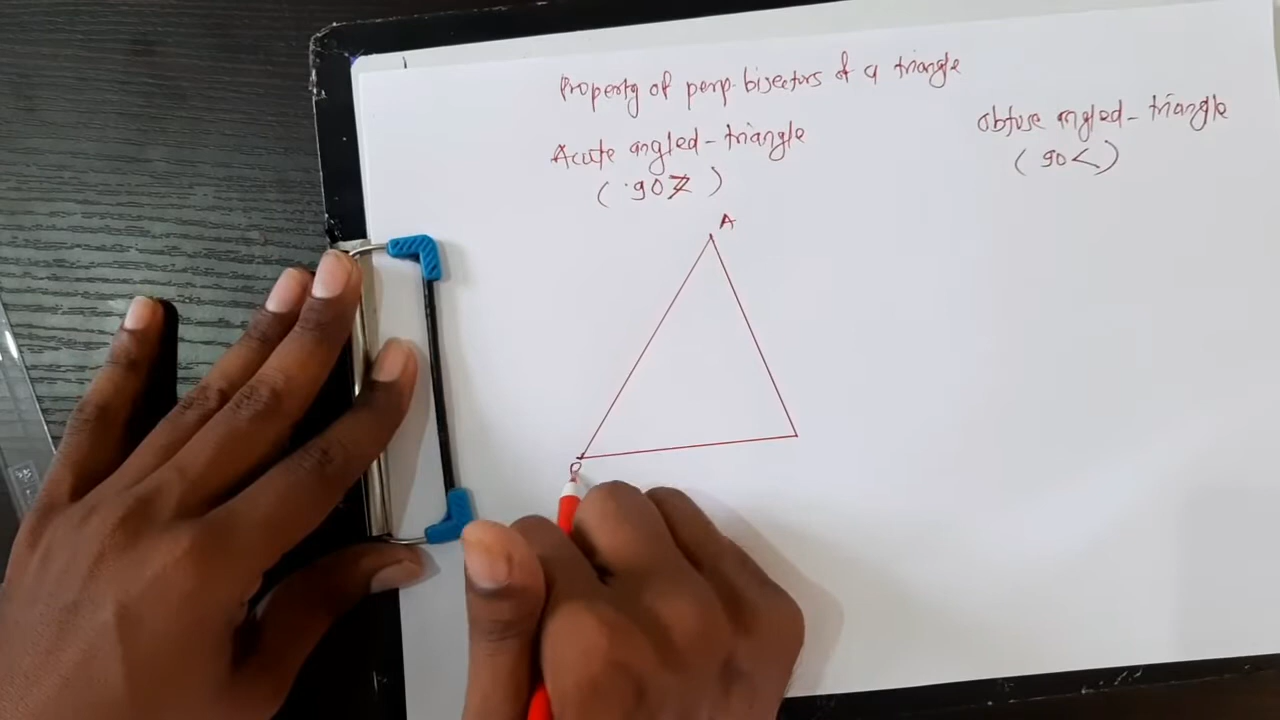 Property of perp. bisectors of a triangle
Acute angled-triangle
(90>)
Obtuse angled-triangle
(90<)
A